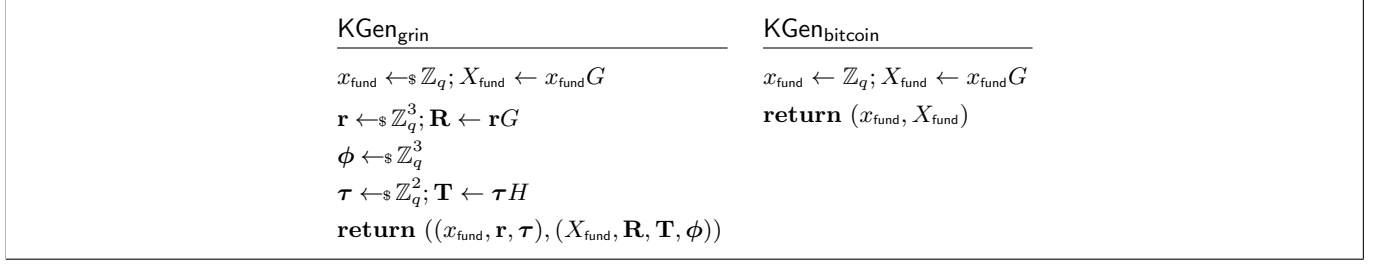 KGen_grin
x_fund ←$ ℤ_q; X_fund ← x_fund G
𝐫 ←$ ℤ_q^3; 𝐑 ← 𝐫G
ϕ ←$ ℤ_q^3
τ ←$ ℤ_q^2; 𝐓 ← τH
return ((x_fund, 𝐫, τ), (X_fund, 𝐑, 𝐓, ϕ))
KGen_bitcoin
x_fund ← ℤ_q; X_fund ← x_fund G
return (x_fund, X_fund)